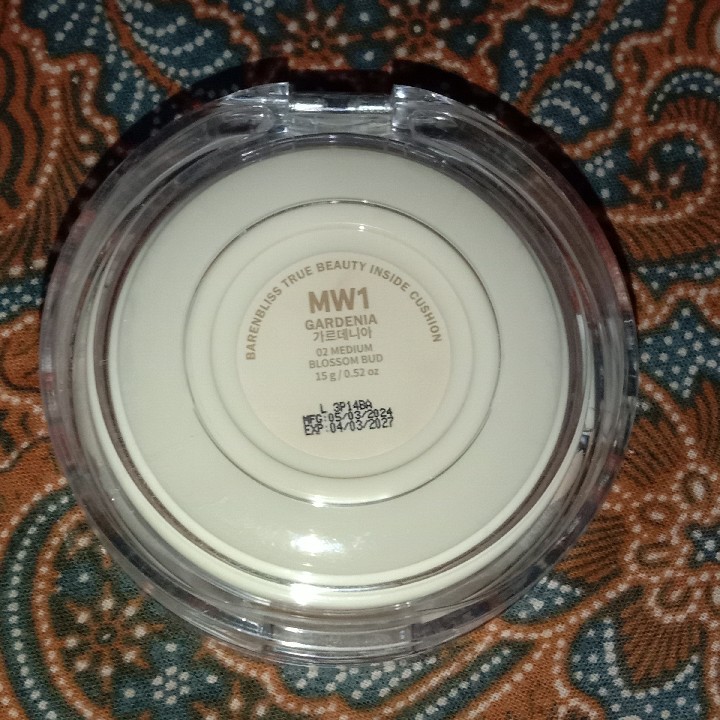 BARENBLISS TRUE BEAUTY INSIDE CUSHION
MW1
GARDENIA
가르데니아
02 MEDIUM
BLOSSOM BUD
15 g / 0.52 oz
L 3P14BA
MFG:05/03/2024
EXP:04/03/2027